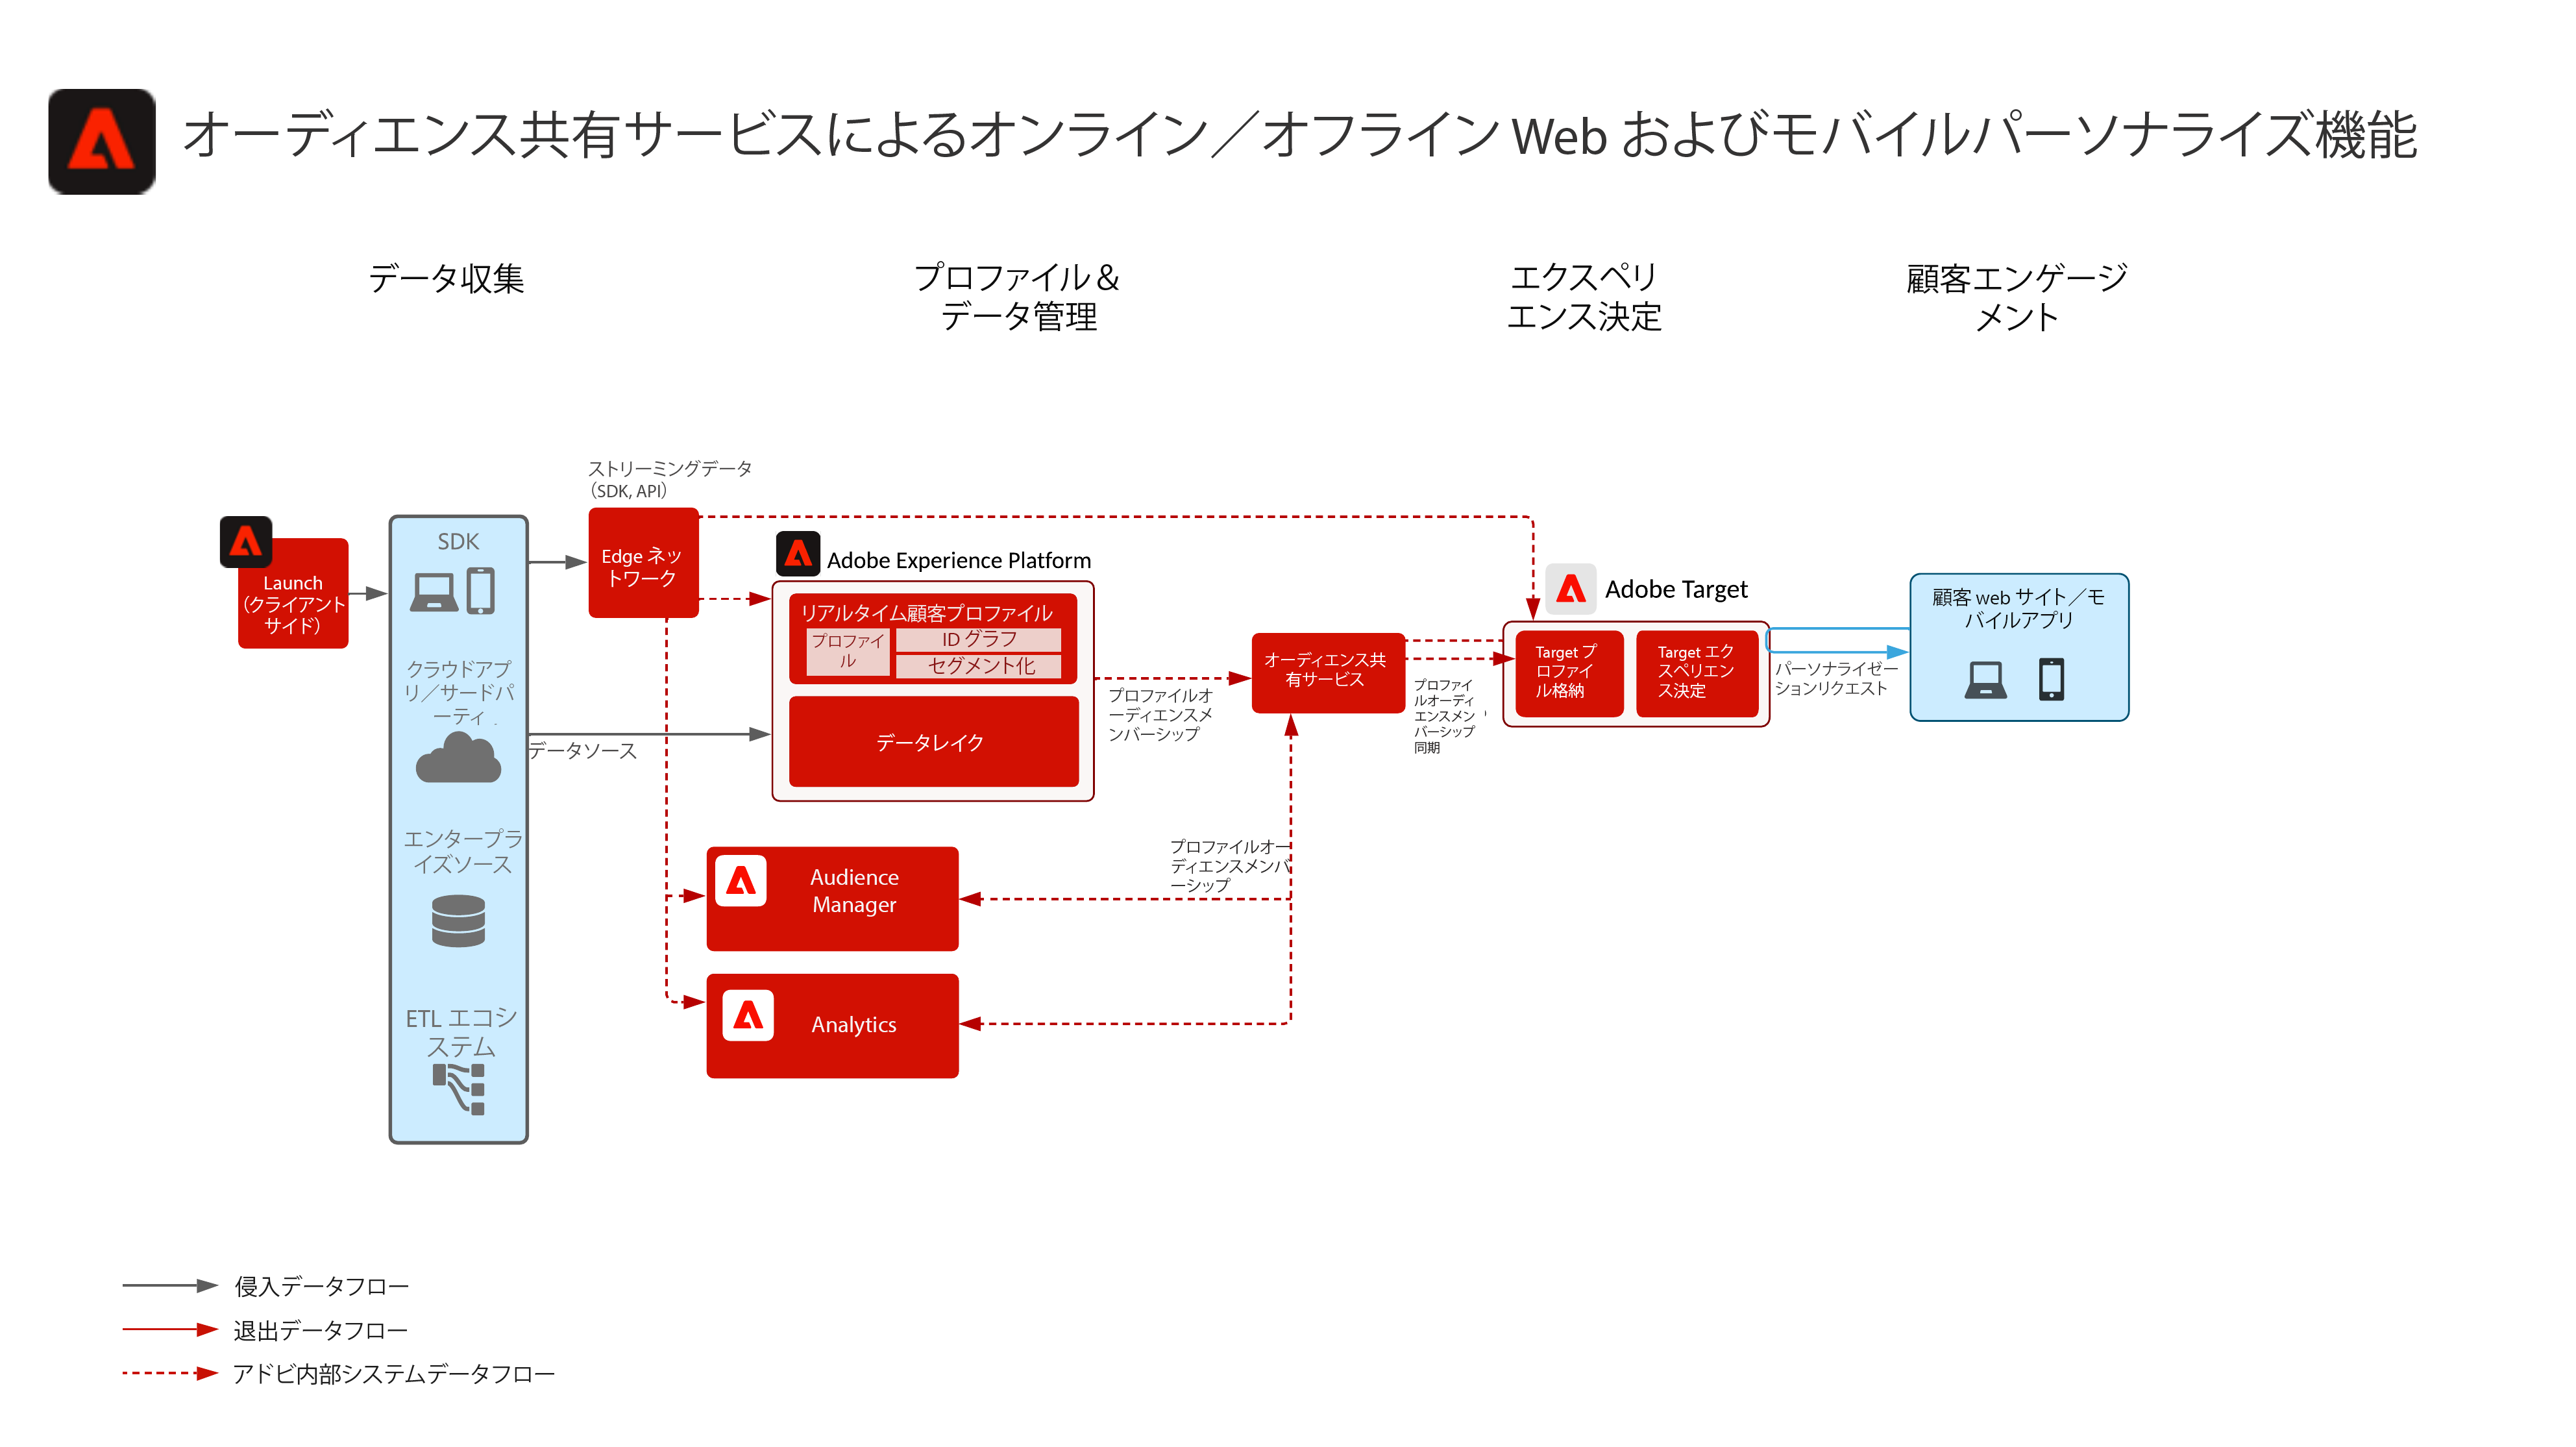 オーディエンス共有サービスによるオンライン／オフライン Web およびモバイルパーソナライズ機能
データ収集
プロファイル＆
データ管理
エクスペリ
エンス決定
顧客エンゲージ
メント
ストリーミングデータ
（SDK, API）
Launch
（クライアント
サイド）
SDK
クラウドアプ
リ／サードパ
ーティ
エンタープラ
イズソース
ETL エコシ
ステム
Edge ネッ
トワーク
データソース
Adobe Experience Platform
リアルタイム顧客プロファイル
プロファイ
ル
ID グラフ
セグメント化
データレイク
Audience
Manager
Analytics
プロファイルオ
ーディエンスメ
ンバーシップ
プロファイルオー
ディエンスメンバ
ーシップ
オーディエンス共
有サービス
プロファイ
ルオーディ
エンスメン
バーシップ
同期
Adobe Target
Target プ
ロファイ
ル格納
Target エク
スペリエン
ス決定
パーソナライゼー
ションリクエスト
顧客 web サイト／モ
バイルアプリ
侵入データフロー
退出データフロー
アドビ内部システムデータフロー